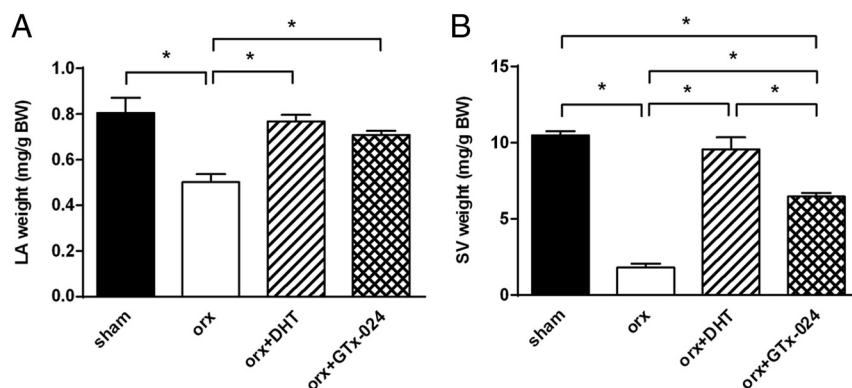 A
LA weight (mg/g BW)
1.0
0.8
0.6
0.4
0.2
0.0
*
*
*
sham
orx
orx+DHT
orx+GTx-024
B
SV weight (mg/g BW)
15
10
5
0
*
*
*
*
*
sham
orx
orx+DHT
orx+GTx-024